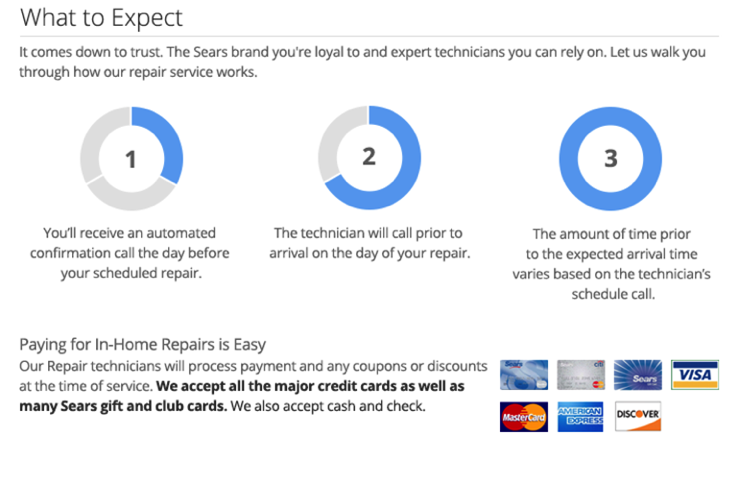 What to Expect
It comes down to trust. The Sears brand you're loyal to and expert technicians you can rely on. Let us walk you
through how our repair service works.
1
2
3
You'll receive an automated
confirmation call the day before
your scheduled repair.
The technician will call prior to
arrival on the day of your repair.
The amount of time prior
to the expected arrival time
varies based on the technician's
schedule call.
Paying for In-Home Repairs is Easy
Our Repair technicians will process payment and any coupons or discounts
at the time of service. We accept all the major credit cards as well as
many Sears gift and club cards. We also accept cash and check.
Sears
citi
Sears
VISA
MasterCard
AMERICAN
EXPRESS
DISCOVER